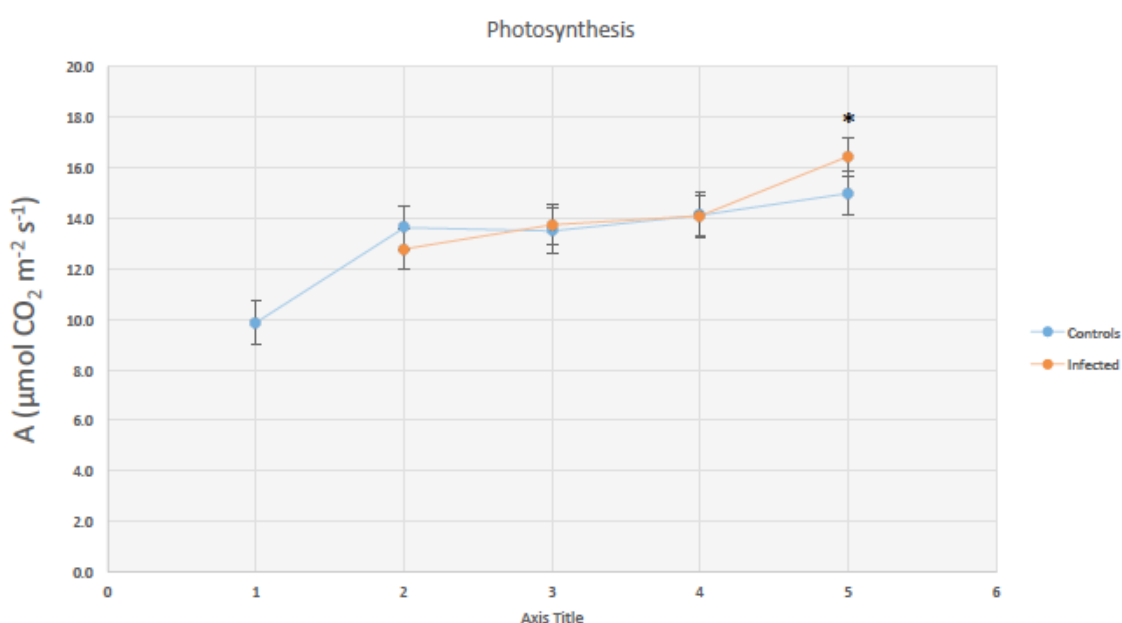 Photosynthesis
20.0
18.0
16.0
14.0
12.0
10.0
8.0
6.0
4.0
2.0
0.0
A (μmol CO₂ m⁻² s⁻¹)
*
0 1 2 3 4 5 6
Axis Title
Controls
Infected